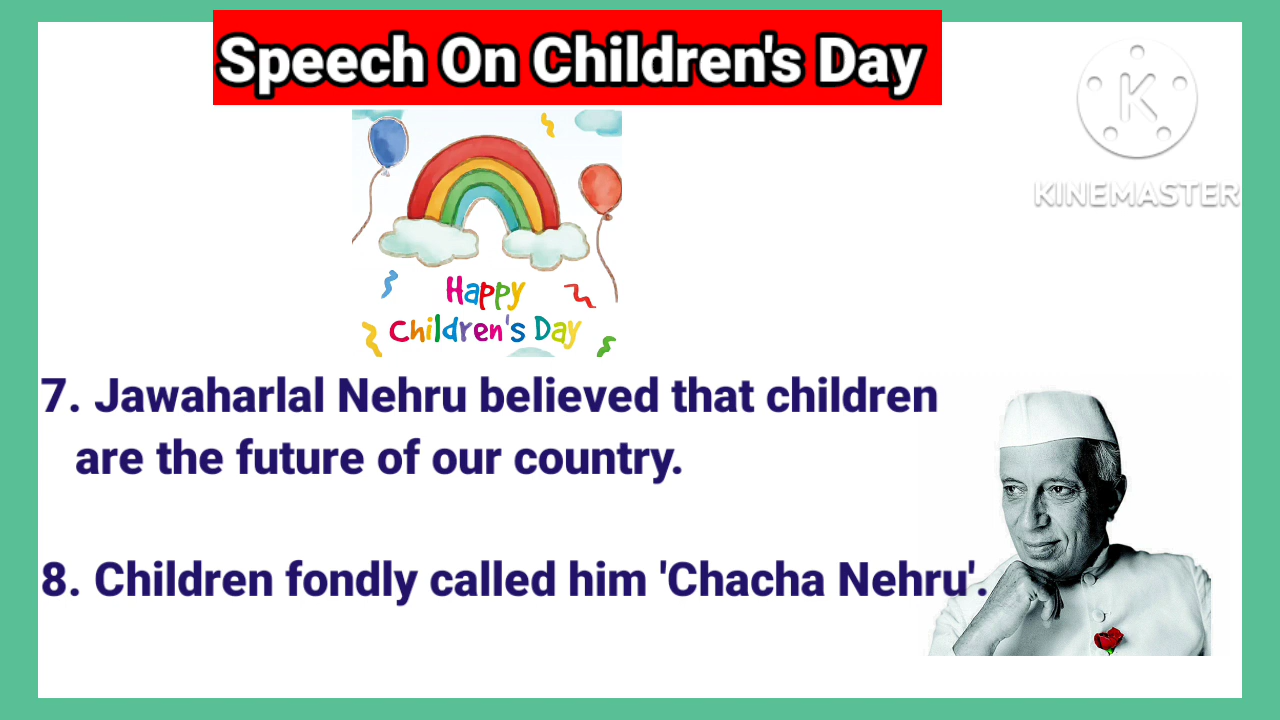 Speech On Children's Day
K
KINEMASTER
Happy
Children's Day
7. Jawaharlal Nehru believed that children
are the future of our country.
8. Children fondly called him 'Chacha Nehru'.